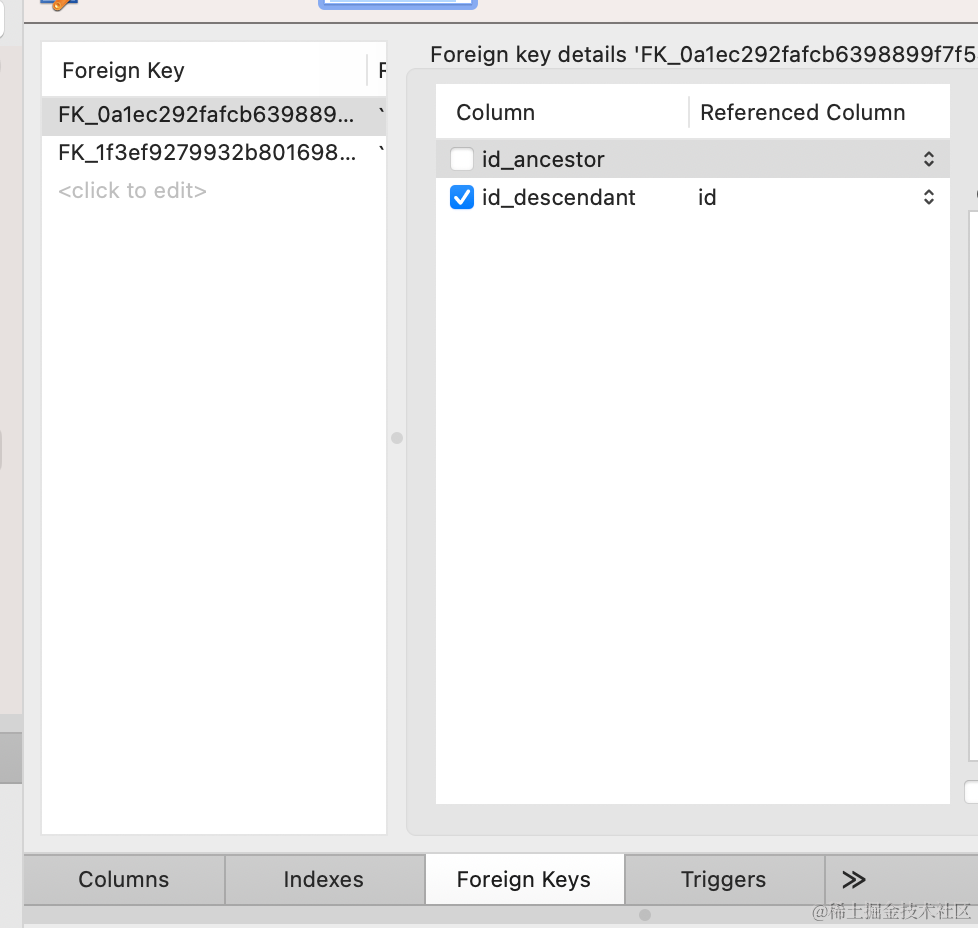 Foreign Key
FK_0a1ec292fafcb639889... `
FK_1f3ef9279932b801698... `
<click to edit>
Foreign key details 'FK_0a1ec292fafcb6398899f7f5
Column Referenced Column
id_ancestor
id_descendant id
Columns Indexes Foreign Keys Triggers
@稀土掘金技术社区